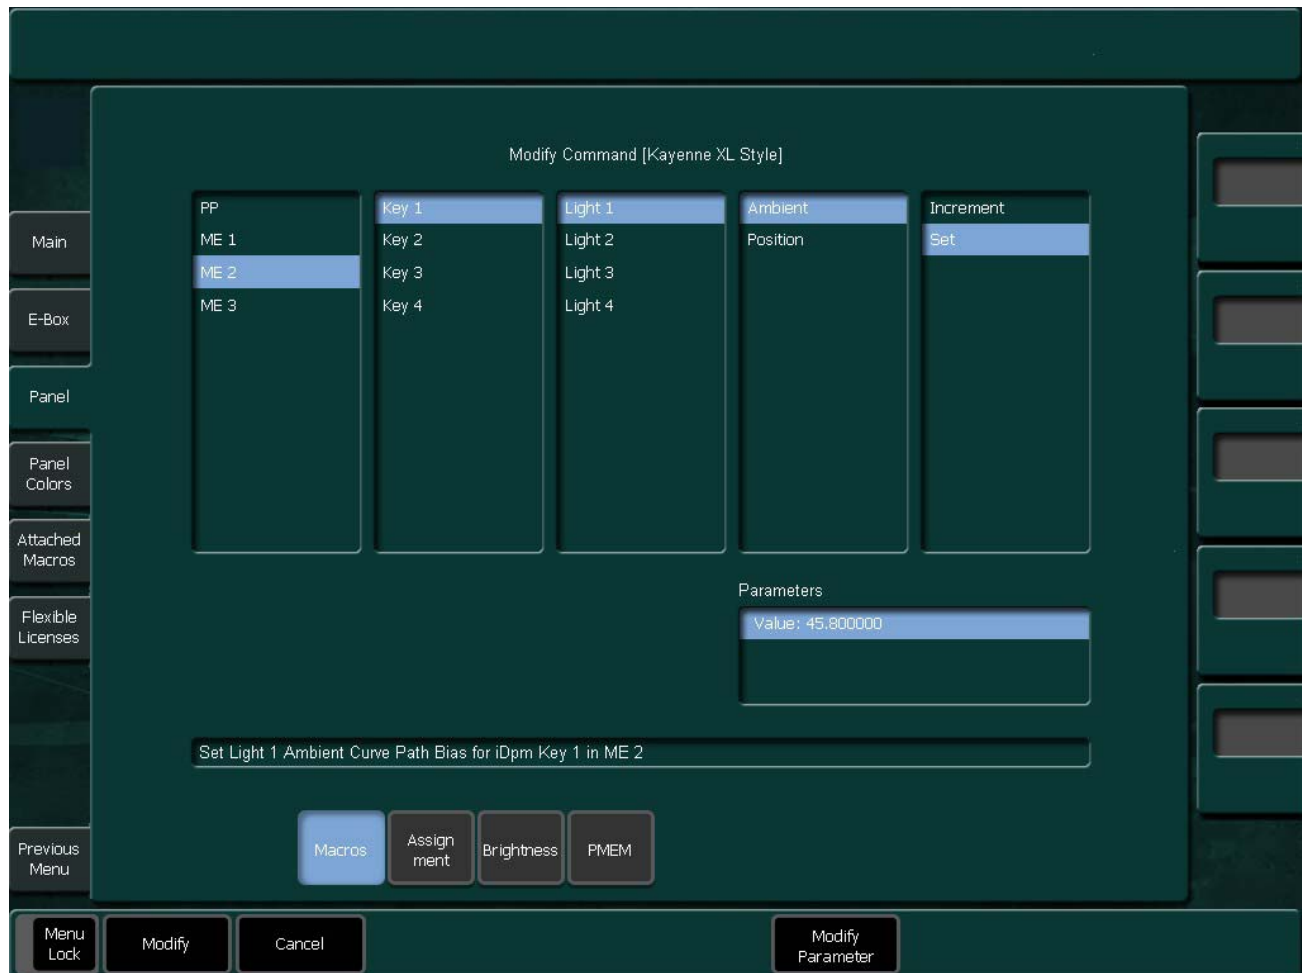 Modify Command [Kayenne XL Style]
PP
ME 1
ME 2
ME 3
Key 1
Key 2
Key 3
Key 4
Light 1
Light 2
Light 3
Light 4
Ambient
Position
Increment
Set
Main
E-Box
Panel
Panel
Colors
Attached
Macros
Flexible
Licenses
Parameters
Value: 45.800000
Set Light 1 Ambient Curve Path Bias for iDpm Key 1 in ME 2
Macros
Assign
ment
Brightness
PMEM
Previous
Menu
Menu
Lock
Modify
Cancel
Modify
Parameter